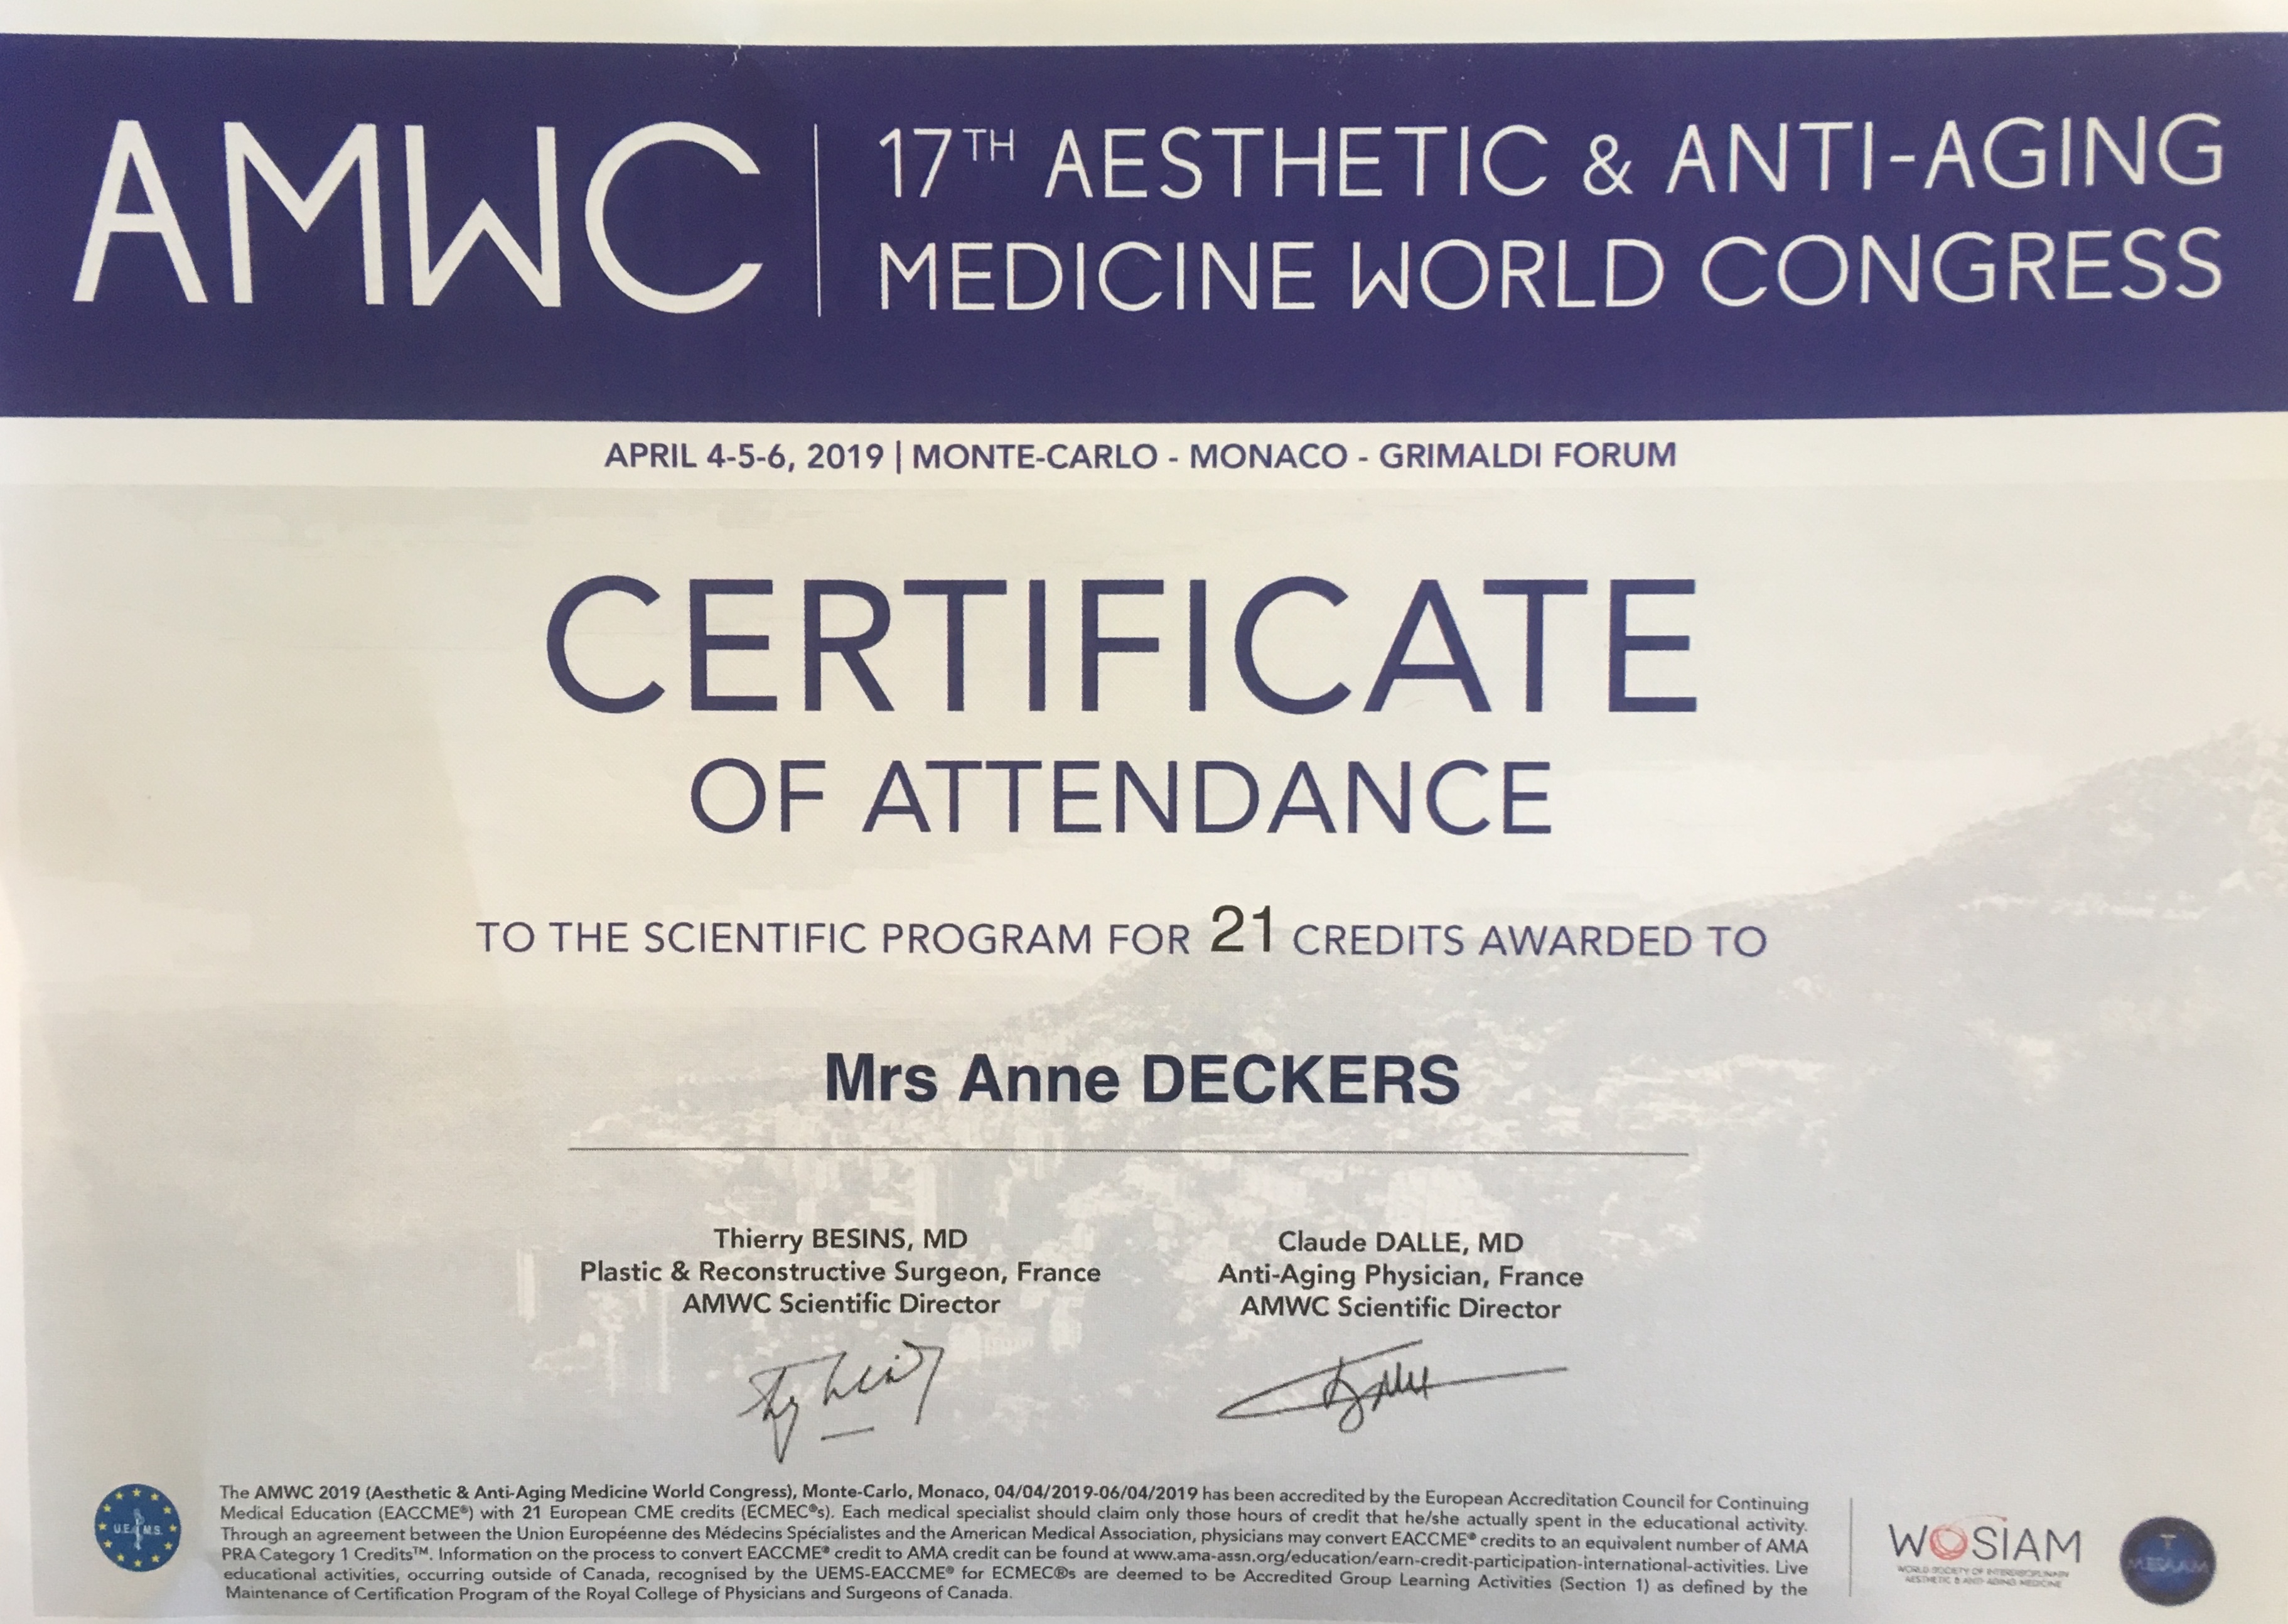 AMWC
17TH AESTHETIC & ANTI-AGING
MEDICINE WORLD CONGRESS
APRIL 4-5-6, 2019 | MONTE-CARLO - MONACO - GRIMALDI FORUM
CERTIFICATE
OF ATTENDANCE
TO THE SCIENTIFIC PROGRAM FOR 21 CREDITS AWARDED TO
Mrs Anne DECKERS
Thierry BESINS, MD
Plastic & Reconstructive Surgeon, France
AMWC Scientific Director
Claude DALLE, MD
Anti-Aging Physician, France
AMWC Scientific Director
U.E.M.S.
The AMWC 2019 (Aesthetic & Anti-Aging Medicine World Congress), Monte-Carlo, Monaco, 04/04/2019-06/04/2019 has been accredited by the European Accreditation Council for Continuing
Medical Education (EACCME®) with 21 European CME credits (ECMEC®s). Each medical specialist should claim only those hours of credit that he/she actually spent in the educational activity.
Through an agreement between the Union Européenne des Médecins Spécialistes and the American Medical Association, physicians may convert EACCME® credits to an equivalent number of AMA
PRA Category 1 Credits™. Information on the process to convert EACCME® credit to AMA credit can be found at www.ama-assn.org/education/earn-credit-participation-international-activities. Live
educational activities, occurring outside of Canada, recognised by the UEMS-EACCME® for ECMEC®s are deemed to be Accredited Group Learning Activities (Section 1) as defined by the
Maintenance of Certification Program of the Royal College of Physicians and Surgeons of Canada.
WOSIAM
WORLD SOCIETY OF INTERDISCIPLINARY
AESTHETIC & ANTI-AGING MEDICINE